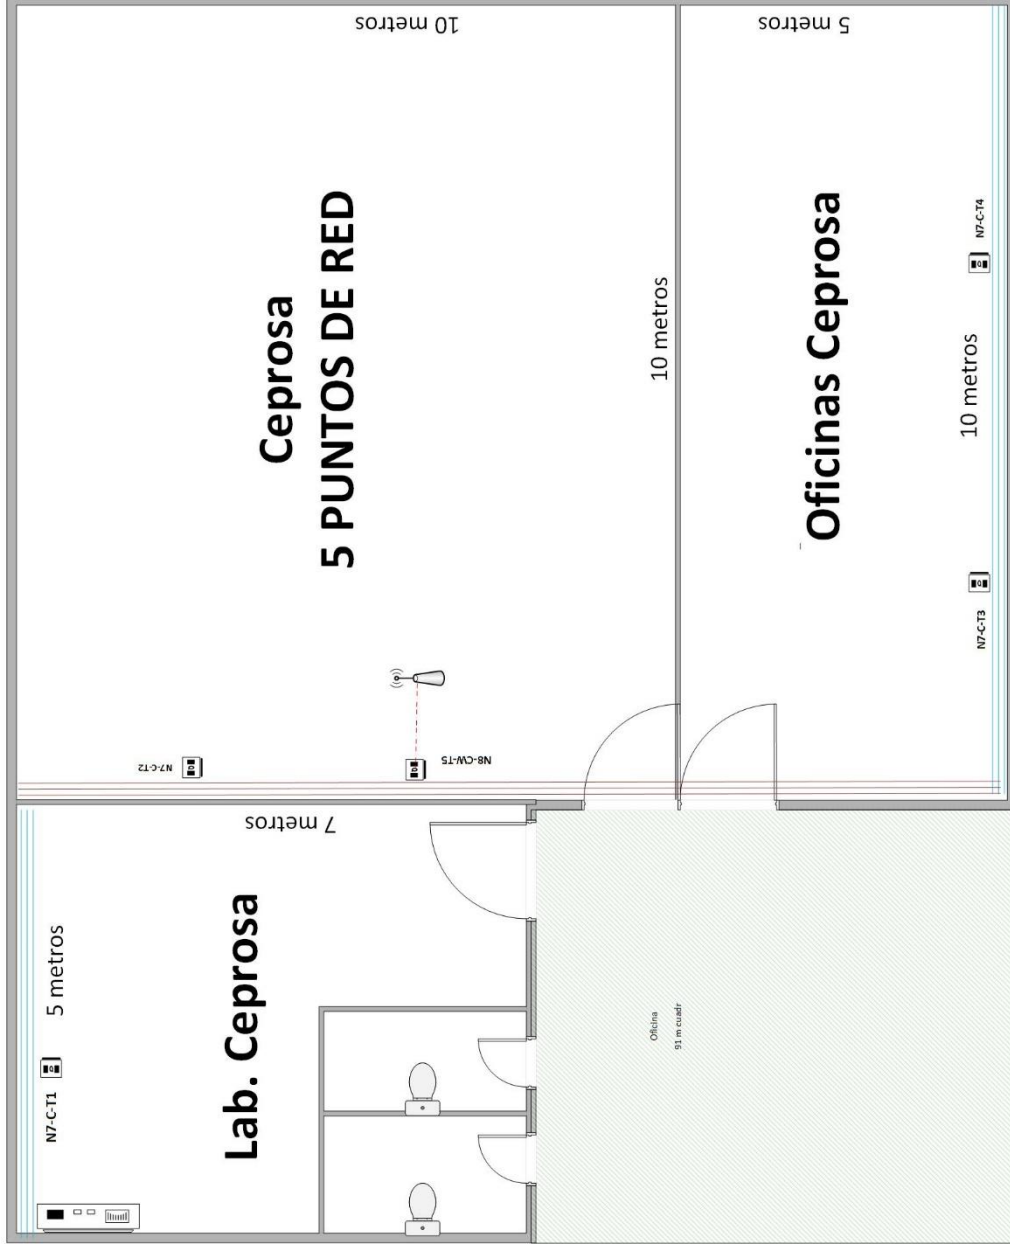 10 metros
5 metros
Ceprosa
5 PUNTOS DE RED
10 metros
Oficinas Ceprosa
N7-C-T4
10 metros
N7-C-T3
N7-C-T2
N8-CW-T5
7 metros
5 metros
N7-C-T1
Lab. Ceprosa
Oficina
91 m cuadr